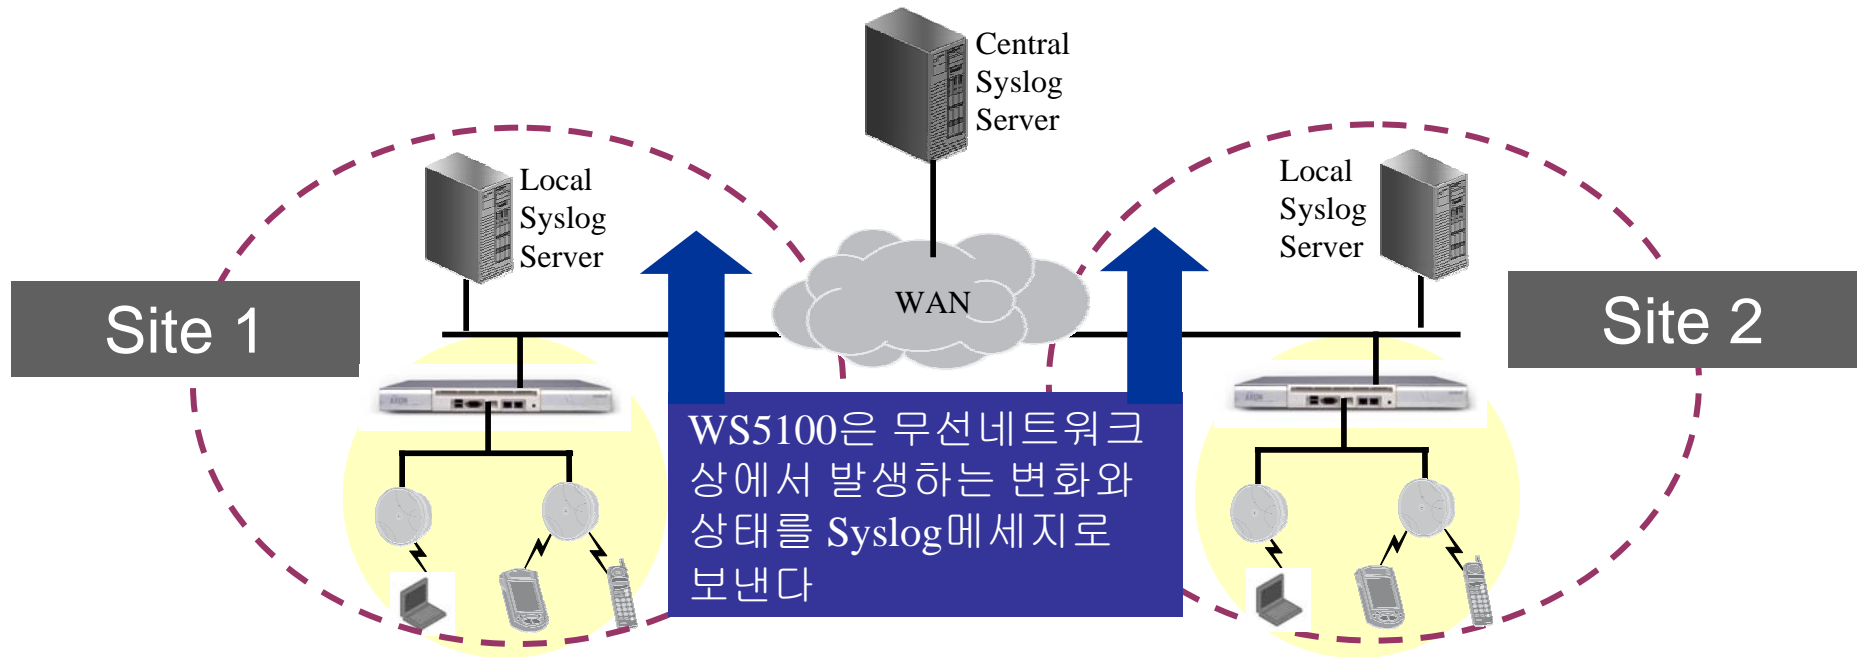 Central
Syslog
Server
Local
Syslog
Server
Local
Syslog
Server
Site 1
WAN
Site 2
WS5100은 무선네트워크
상에서 발생하는 변화와
상태를 Syslog메세지로
보낸다